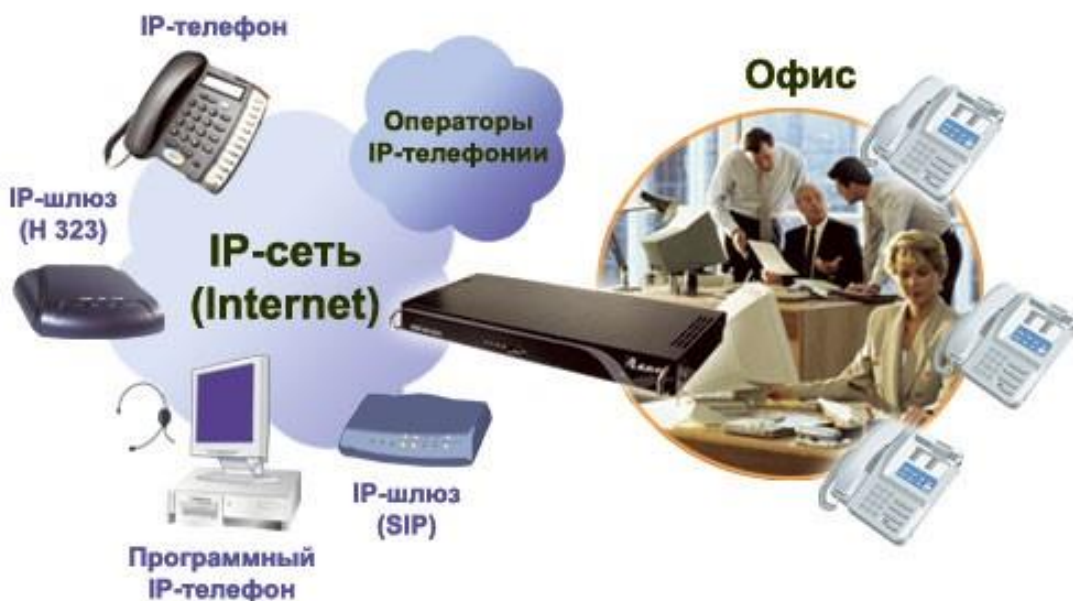 IP-телефон
Операторы
IP-телефонии
Офис
IP-шлюз
(H 323)
IP-сеть
(Internet)
IP-шлюз
(SIP)
Программный
IP-телефон